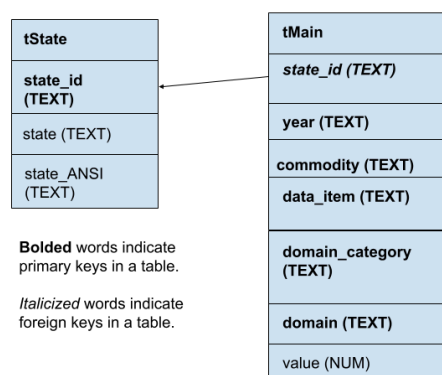 tState
state_id
(TEXT)
state (TEXT)
state_ANSI
(TEXT)
Bolded words indicate
primary keys in a table.
Italicized words indicate
foreign keys in a table.
tMain
state_id (TEXT)
year (TEXT)
commodity (TEXT)
data_item (TEXT)
domain_category
(TEXT)
domain (TEXT)
value (NUM)